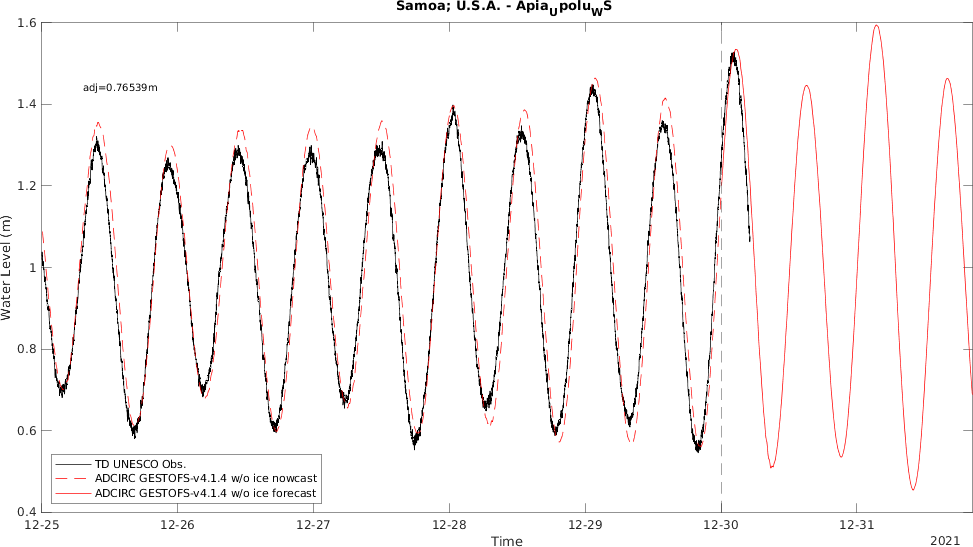 Samoa; U.S.A. - ApiaUpoluWS
1.6
1.4
1.2
1
0.8
0.6
0.4
Water Level (m)
adj=0.76539m
TD UNESCO Obs.
ADCIRC GESTOFS-v4.1.4 w/o ice nowcast
ADCIRC GESTOFS-v4.1.4 w/o ice forecast
12-25 12-26 12-27 12-28 12-29 12-30 12-31
Time
2021